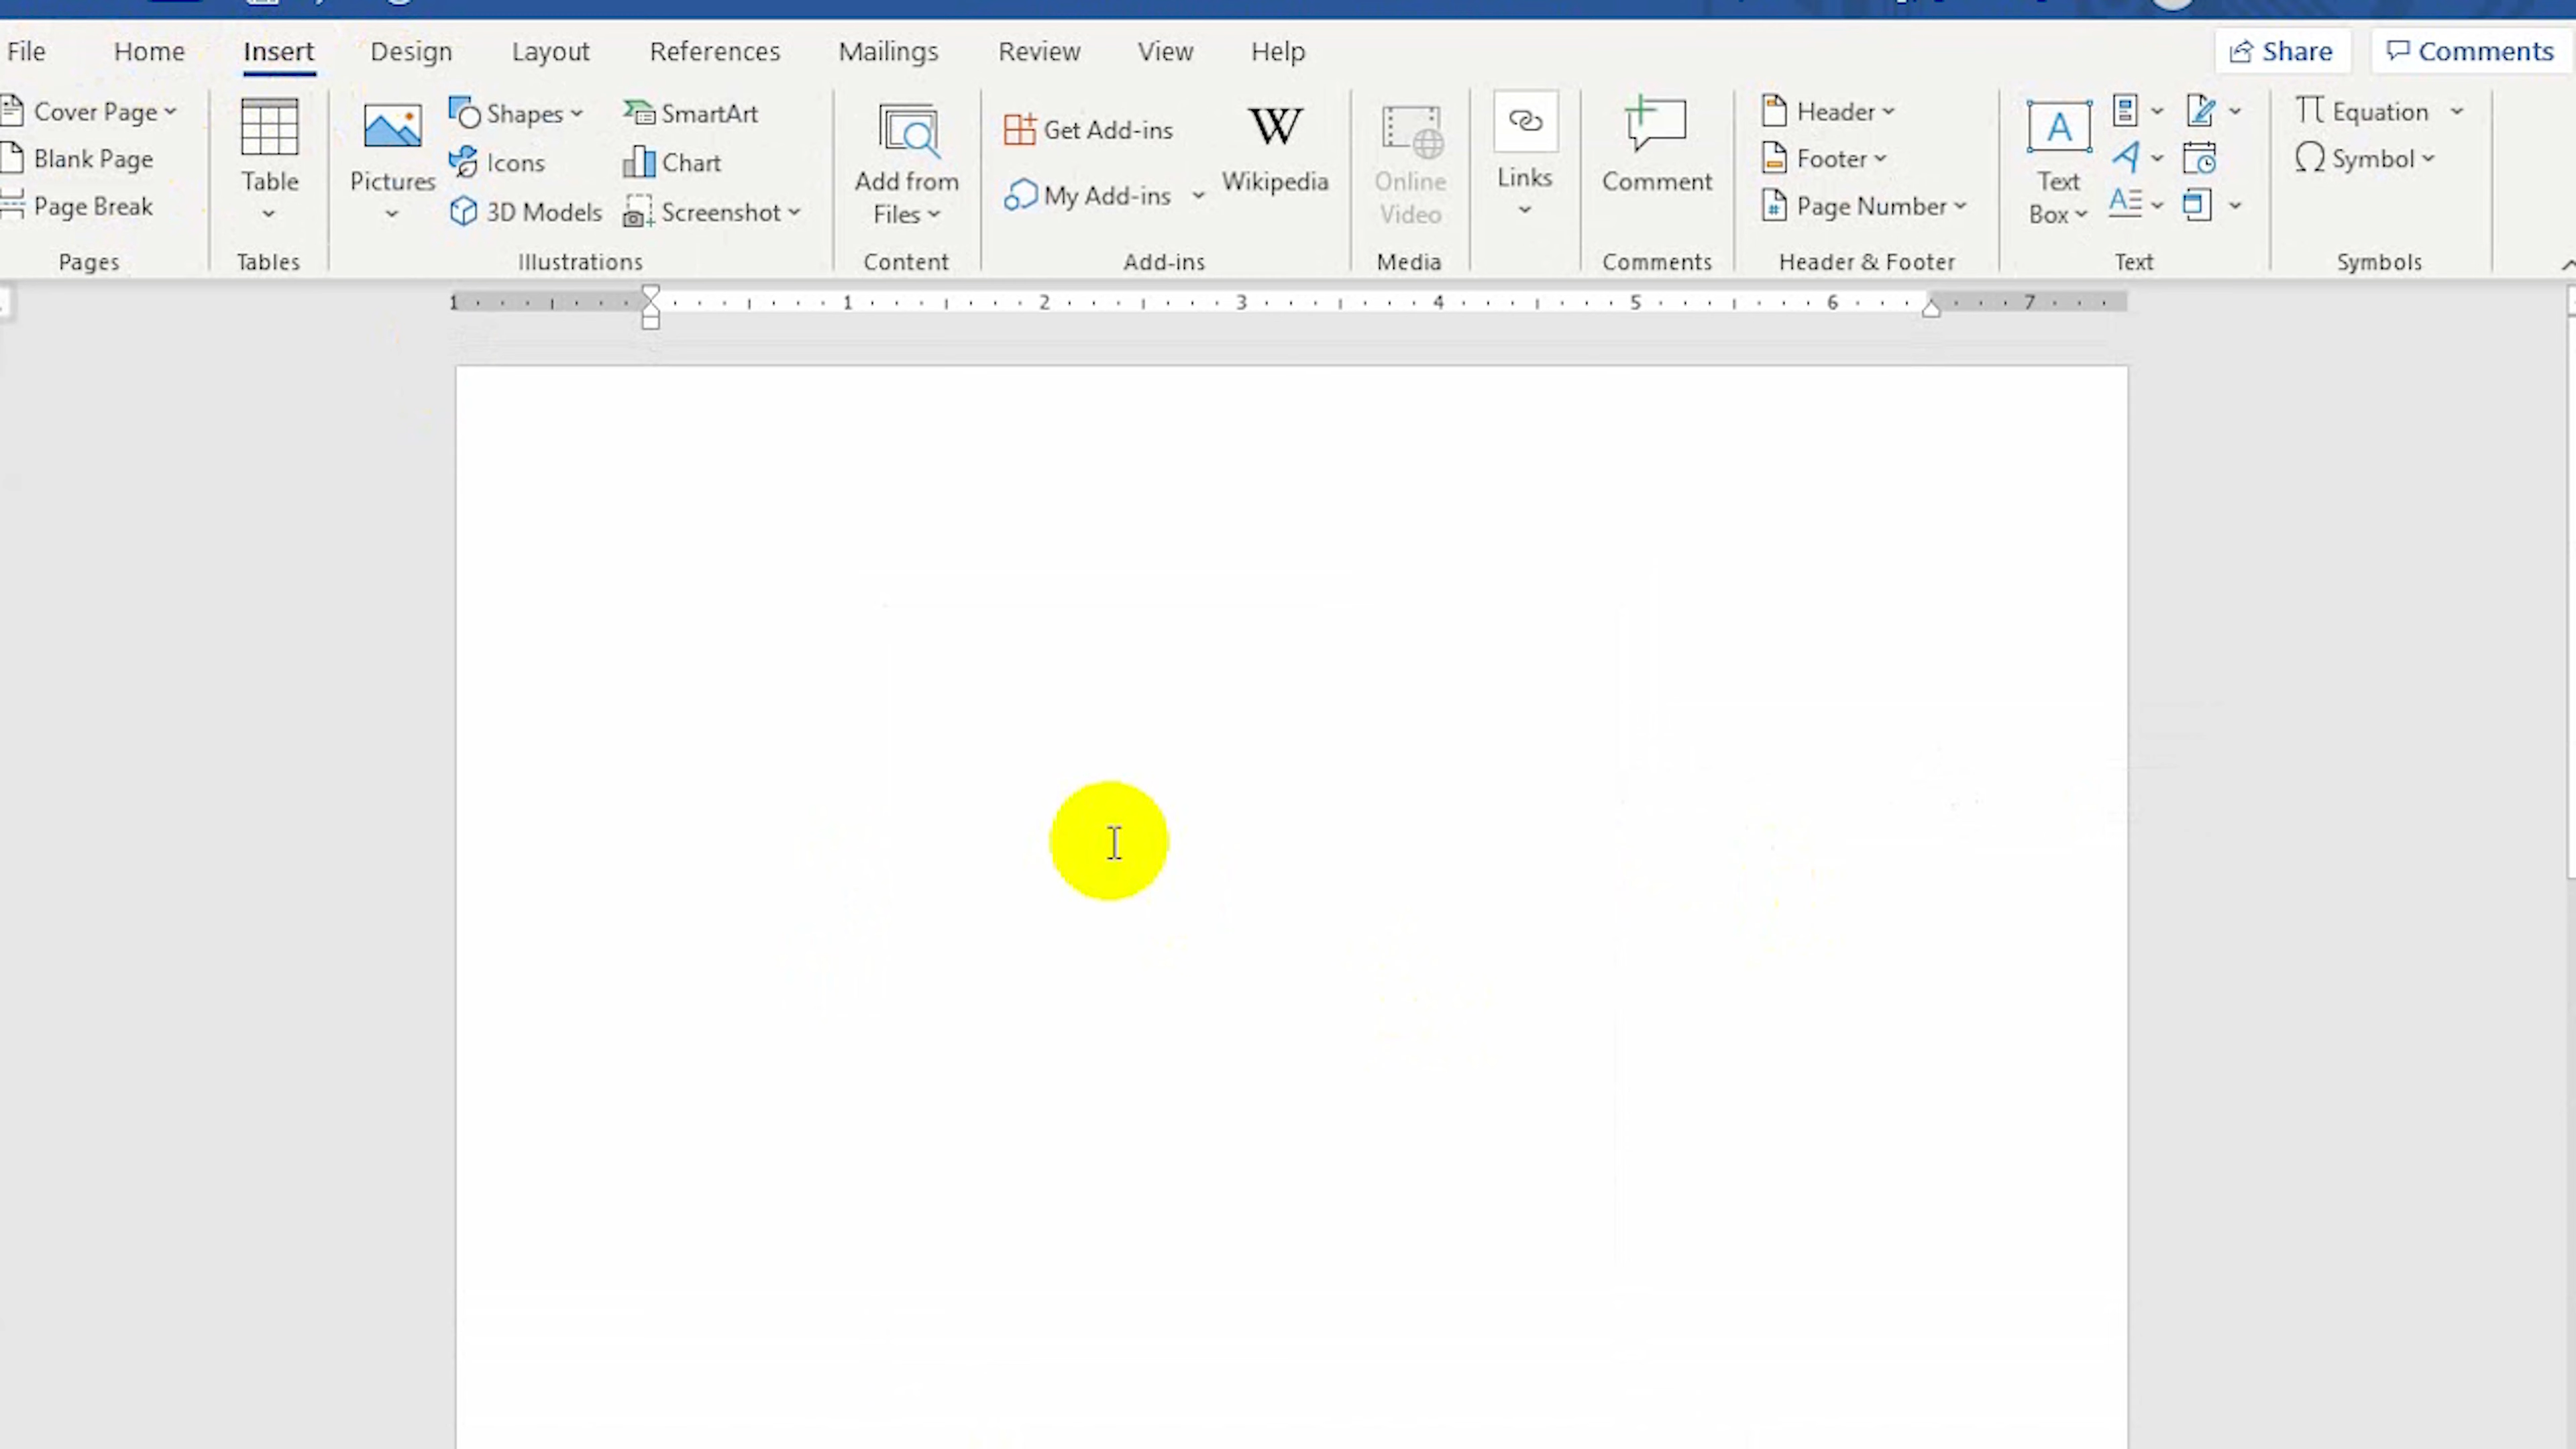 File Home Insert Design Layout References Mailings Review View Help Share Comments
Cover Page
Blank Page
Page Break
Pages
Table
Tables
Pictures
Shapes
Icons
3D Models
SmartArt
Chart
Screenshot
Illustrations
Add from
Files
Content
Get Add-ins
My Add-ins
W
Wikipedia
Add-ins
Online
Video
Media
Links
Comment
Comments
Header
Footer
Page Number
Header & Footer
A
Text
Box
Text
π Equation
Ω Symbol
Symbols
1 1 2 3 4 5 6 7